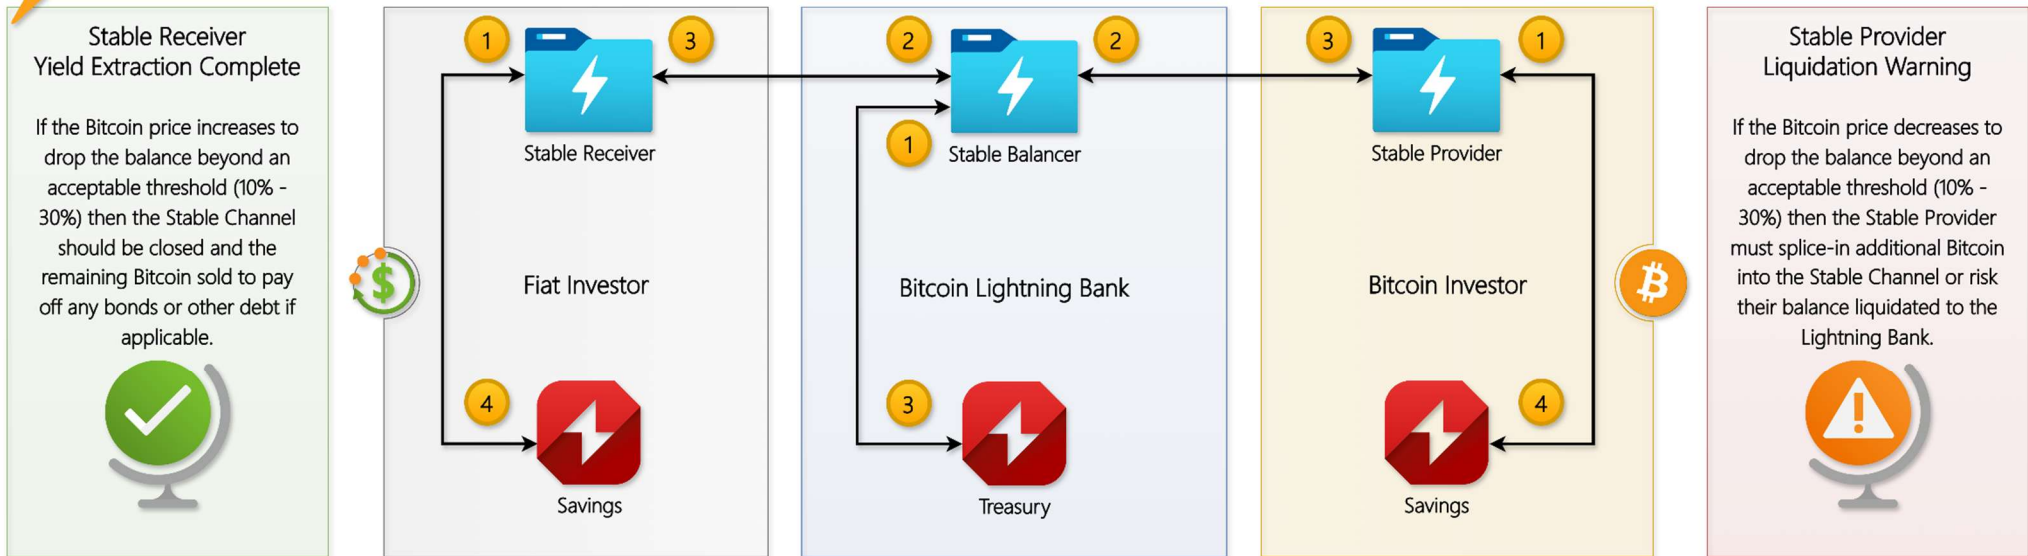 Stable Receiver
Yield Extraction Complete
If the Bitcoin price increases to
drop the balance beyond an
acceptable threshold (10% -
30%) then the Stable Channel
should be closed and the
remaining Bitcoin sold to pay
off any bonds or other debt if
applicable.
1
3
Stable Receiver
$
Fiat Investor
4
Savings
2
2
1
Stable Balancer
Bitcoin Lightning Bank
3
Treasury
3
1
Stable Provider
Bitcoin Investor
4
Savings
Stable Provider
Liquidation Warning
If the Bitcoin price decreases to
drop the balance beyond an
acceptable threshold (10% -
30%) then the Stable Provider
must splice-in additional Bitcoin
into the Stable Channel or risk
their balance liquidated to the
Lightning Bank.